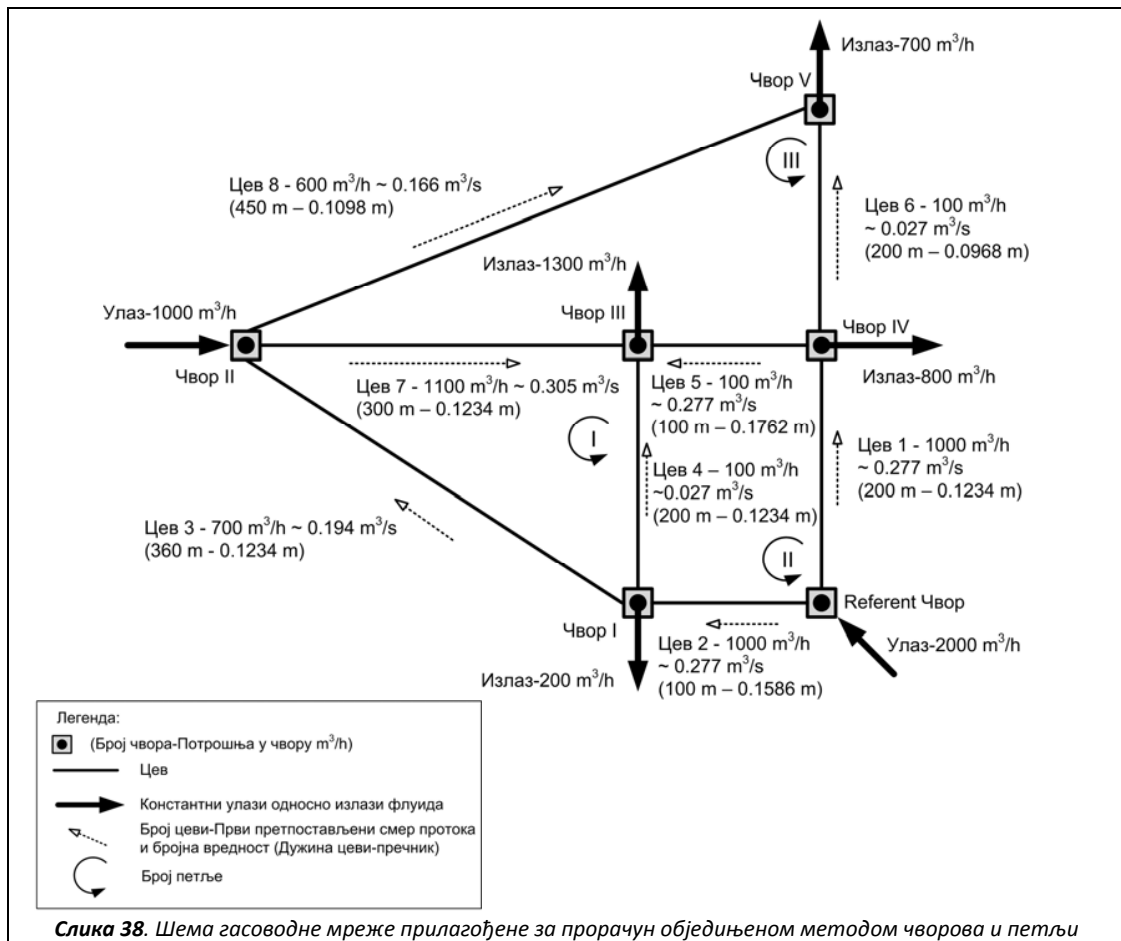 Излаз-700 m³/h
Чвор V
III
Цев 8 - 600 m³/h ~ 0.166 m³/s
(450 m – 0.1098 m)
Цев 6 - 100 m³/h
~ 0.027 m³/s
(200 m – 0.0968 m)
Излаз-1300 m³/h
Улаз-1000 m³/h
Чвор III
Чвор IV
Чвор II
Излаз-800 m³/h
Цев 7 - 1100 m³/h ~ 0.305 m³/s
(300 m – 0.1234 m)
Цев 5 - 100 m³/h
~ 0.277 m³/s
(100 m – 0.1762 m)
I
Цев 1 - 1000 m³/h
~ 0.277 m³/s
(200 m – 0.1234 m)
Цев 4 – 100 m³/h
~0.027 m³/s
(200 m – 0.1234 m)
Цев 3 - 700 m³/h ~ 0.194 m³/s
(360 m - 0.1234 m)
II
Referent Чвор
Чвор I
Улаз-2000 m³/h
Цев 2 - 1000 m³/h
~ 0.277 m³/s
(100 m – 0.1586 m)
Излаз-200 m³/h
Легенда:
(Број чвора-Потрошња у чвору m³/h)
Цев
Константни улази односно излази флуида
Број цеви-Први претпостављени смер протока
и бројна вредност (Дужина цеви-пречник)
Број петље
Слика 38. Шема гасоводне мреже прилагођене за прорачун обједињеном методом чворова и петљи